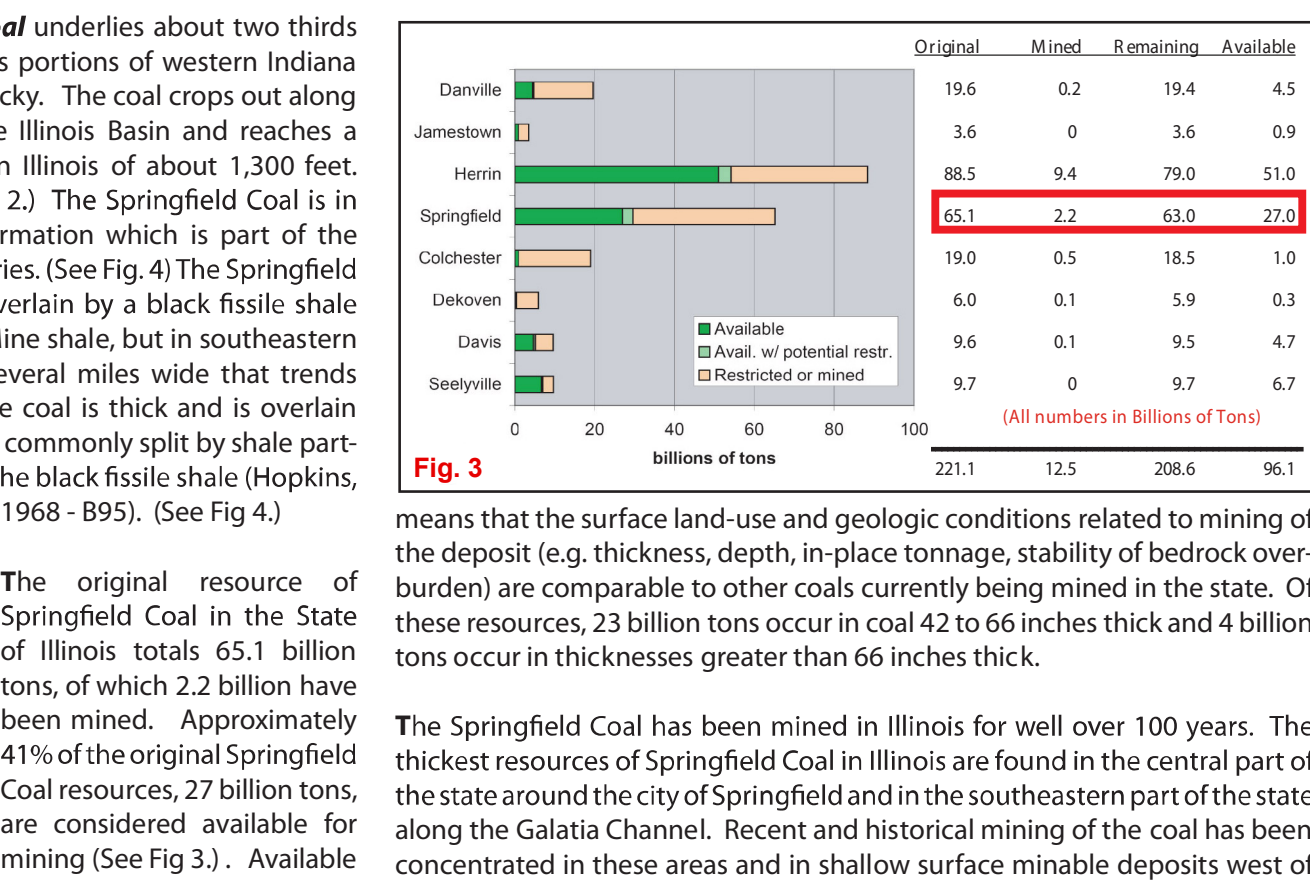 al underlies about two thirds
s portions of western Indiana
cky. The coal crops out along
e Illinois Basin and reaches a
n Illinois of about 1,300 feet.
2.) The Springfield Coal is in
rmation which is part of the
ries. (See Fig. 4) The Springfield
verlain by a black fissile shale
ine shale, but in southeastern
everal miles wide that trends
e coal is thick and is overlain
commonly split by shale part-
he black fissile shale (Hopkins,
1968 - B95). (See Fig 4.)
The original resource of
Springfield Coal in the State
of Illinois totals 65.1 billion
tons, of which 2.2 billion have
been mined. Approximately
41% of the original Springfield
Coal resources, 27 billion tons,
are considered available for
mining (See Fig 3.) . Available
Original Mined Remaining Available
Danville 19.6 0.2 19.4 4.5
Jamestown 3.6 0 3.6 0.9
Herrin 88.5 9.4 79.0 51.0
Springfield 65.1 2.2 63.0 27.0
Colchester 19.0 0.5 18.5 1.0
Dekoven 6.0 0.1 5.9 0.3
Davis 9.6 0.1 9.5 4.7
Seelyville 9.7 0 9.7 6.7
Available
Avail. w/ potential restr.
Restricted or mined
(All numbers in Billions of Tons)
0 20 40 60 80 100
billions of tons
Fig. 3
221.1 12.5 208.6 96.1
means that the surface land-use and geologic conditions related to mining of
the deposit (e.g. thickness, depth, in-place tonnage, stability of bedrock over-
burden) are comparable to other coals currently being mined in the state. Of
these resources, 23 billion tons occur in coal 42 to 66 inches thick and 4 billion
tons occur in thicknesses greater than 66 inches thick.
The Springfield Coal has been mined in Illinois for well over 100 years. The
thickest resources of Springfield Coal in Illinois are found in the central part of
the state around the city of Springfield and in the southeastern part of the state
along the Galatia Channel. Recent and historical mining of the coal has been
concentrated in these areas and in shallow surface minable deposits west of